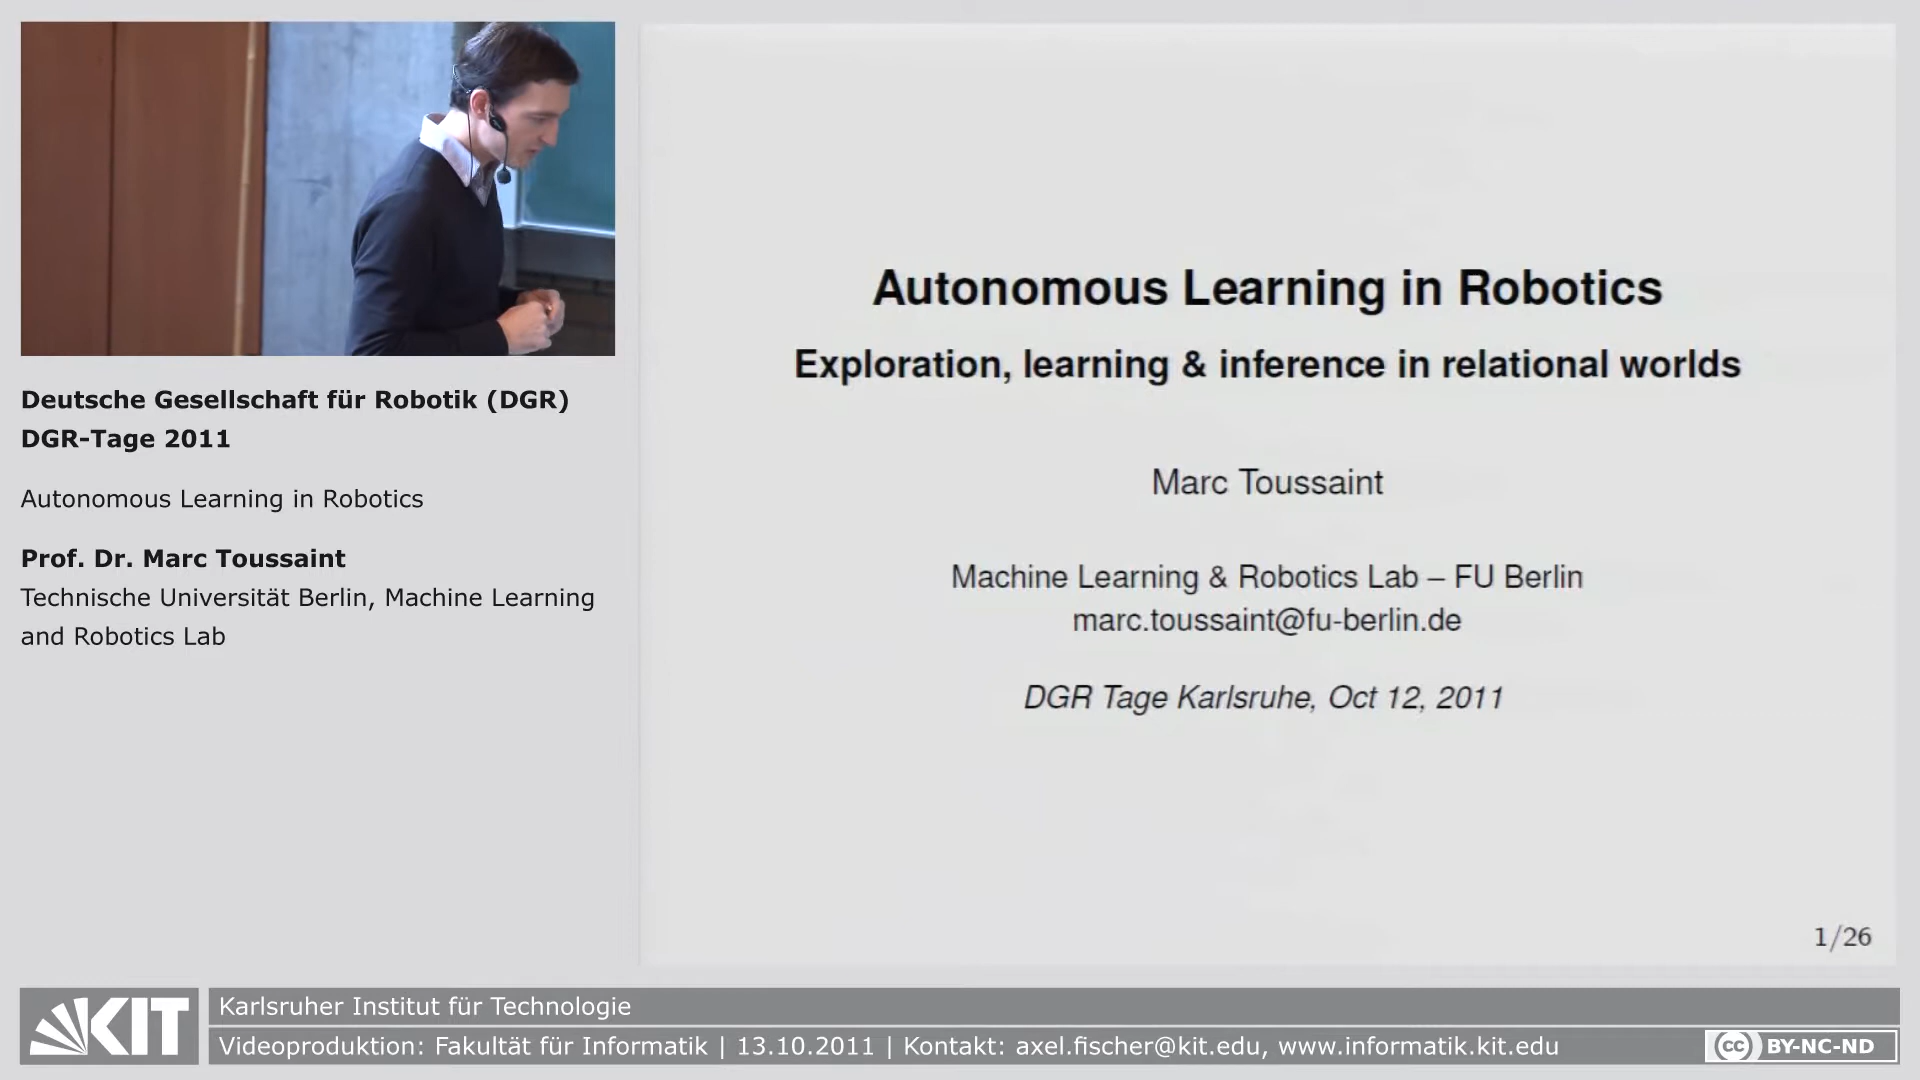 Deutsche Gesellschaft für Robotik (DGR)
DGR-Tage 2011
Autonomous Learning in Robotics
Prof. Dr. Marc Toussaint
Technische Universität Berlin, Machine Learning
and Robotics Lab
Autonomous Learning in Robotics
Exploration, learning & inference in relational worlds
Marc Toussaint
Machine Learning & Robotics Lab – FU Berlin
marc.toussaint@fu-berlin.de
DGR Tage Karlsruhe, Oct 12, 2011
1/26
KIT
Karlsruher Institut für Technologie
Videoproduktion: Fakultät für Informatik | 13.10.2011 | Kontakt: axel.fischer@kit.edu, www.informatik.kit.edu
cc BY-NC-ND